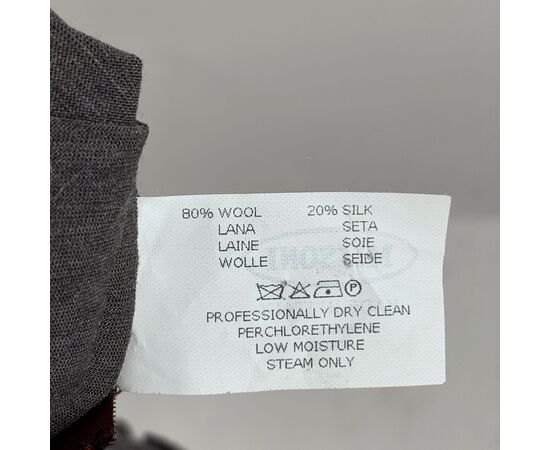 80% WOOL 20% SILK
LANA SETA
LAINE SOIE
WOLLE SEIDE
P
PROFESSIONALLY DRY CLEAN
PERCHLORETHYLENE
LOW MOISTURE
STEAM ONLY